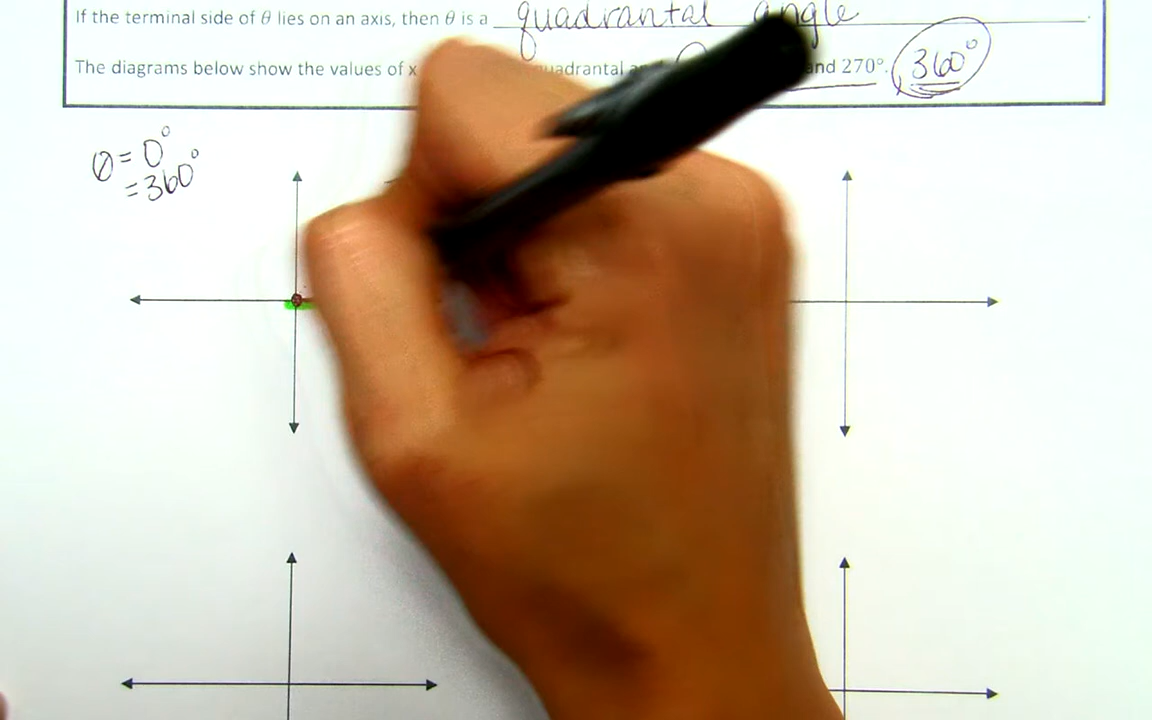 If the terminal side of θ lies on an axis, then θ is a quadrantal angle.
The diagrams below show the values of x and 270°. 360°
θ = 0°
= 360°